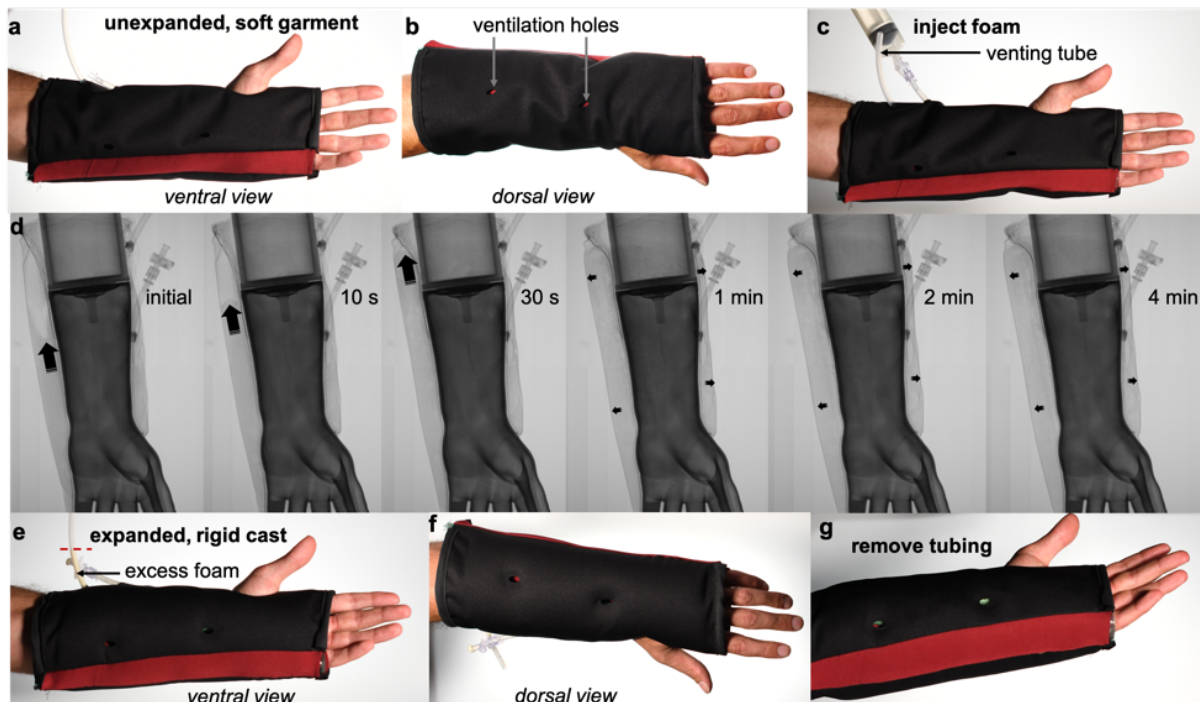 a
unexpanded, soft garment
ventral view
b
ventilation holes
dorsal view
c
inject foam
venting tube
d
initial
10 s
30 s
1 min
2 min
4 min
e
expanded, rigid cast
excess foam
ventral view
f
dorsal view
g
remove tubing